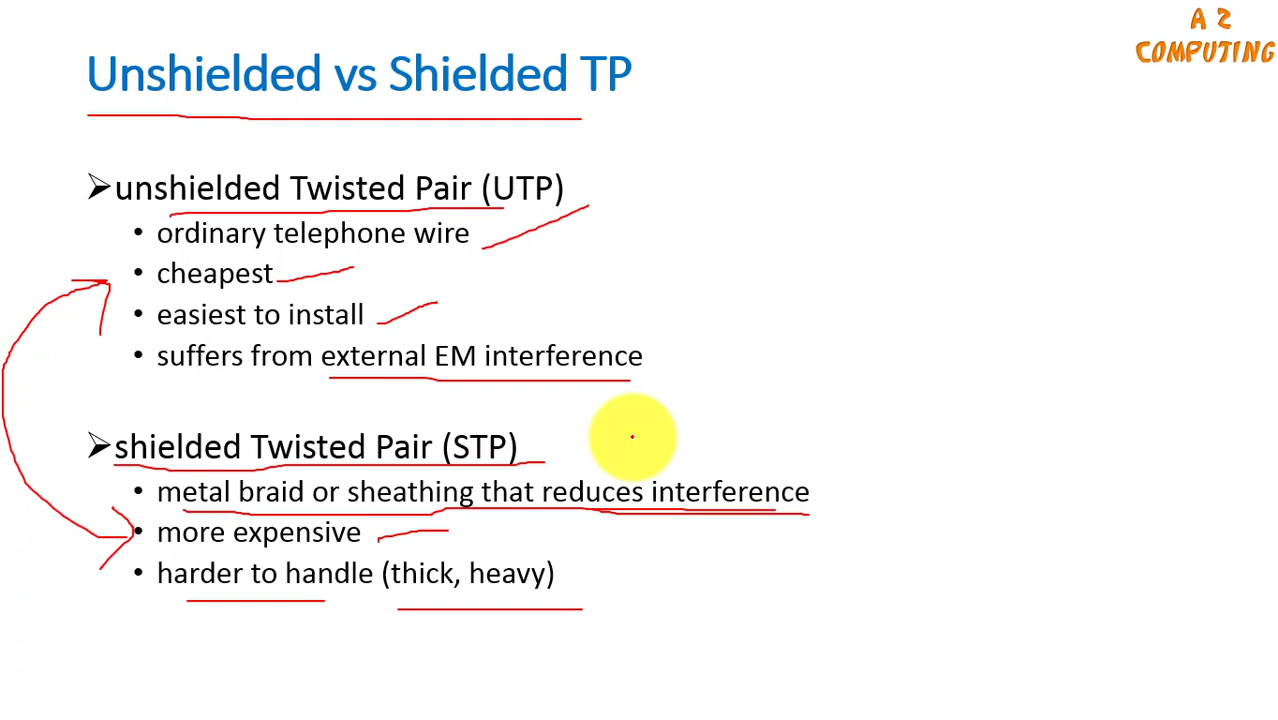 A 2
COMPUTING
Unshielded vs Shielded TP
➢unshielded Twisted Pair (UTP)
• ordinary telephone wire
• cheapest
• easiest to install
• suffers from external EM interference
➢shielded Twisted Pair (STP)
• metal braid or sheathing that reduces interference
• more expensive
• harder to handle (thick, heavy)